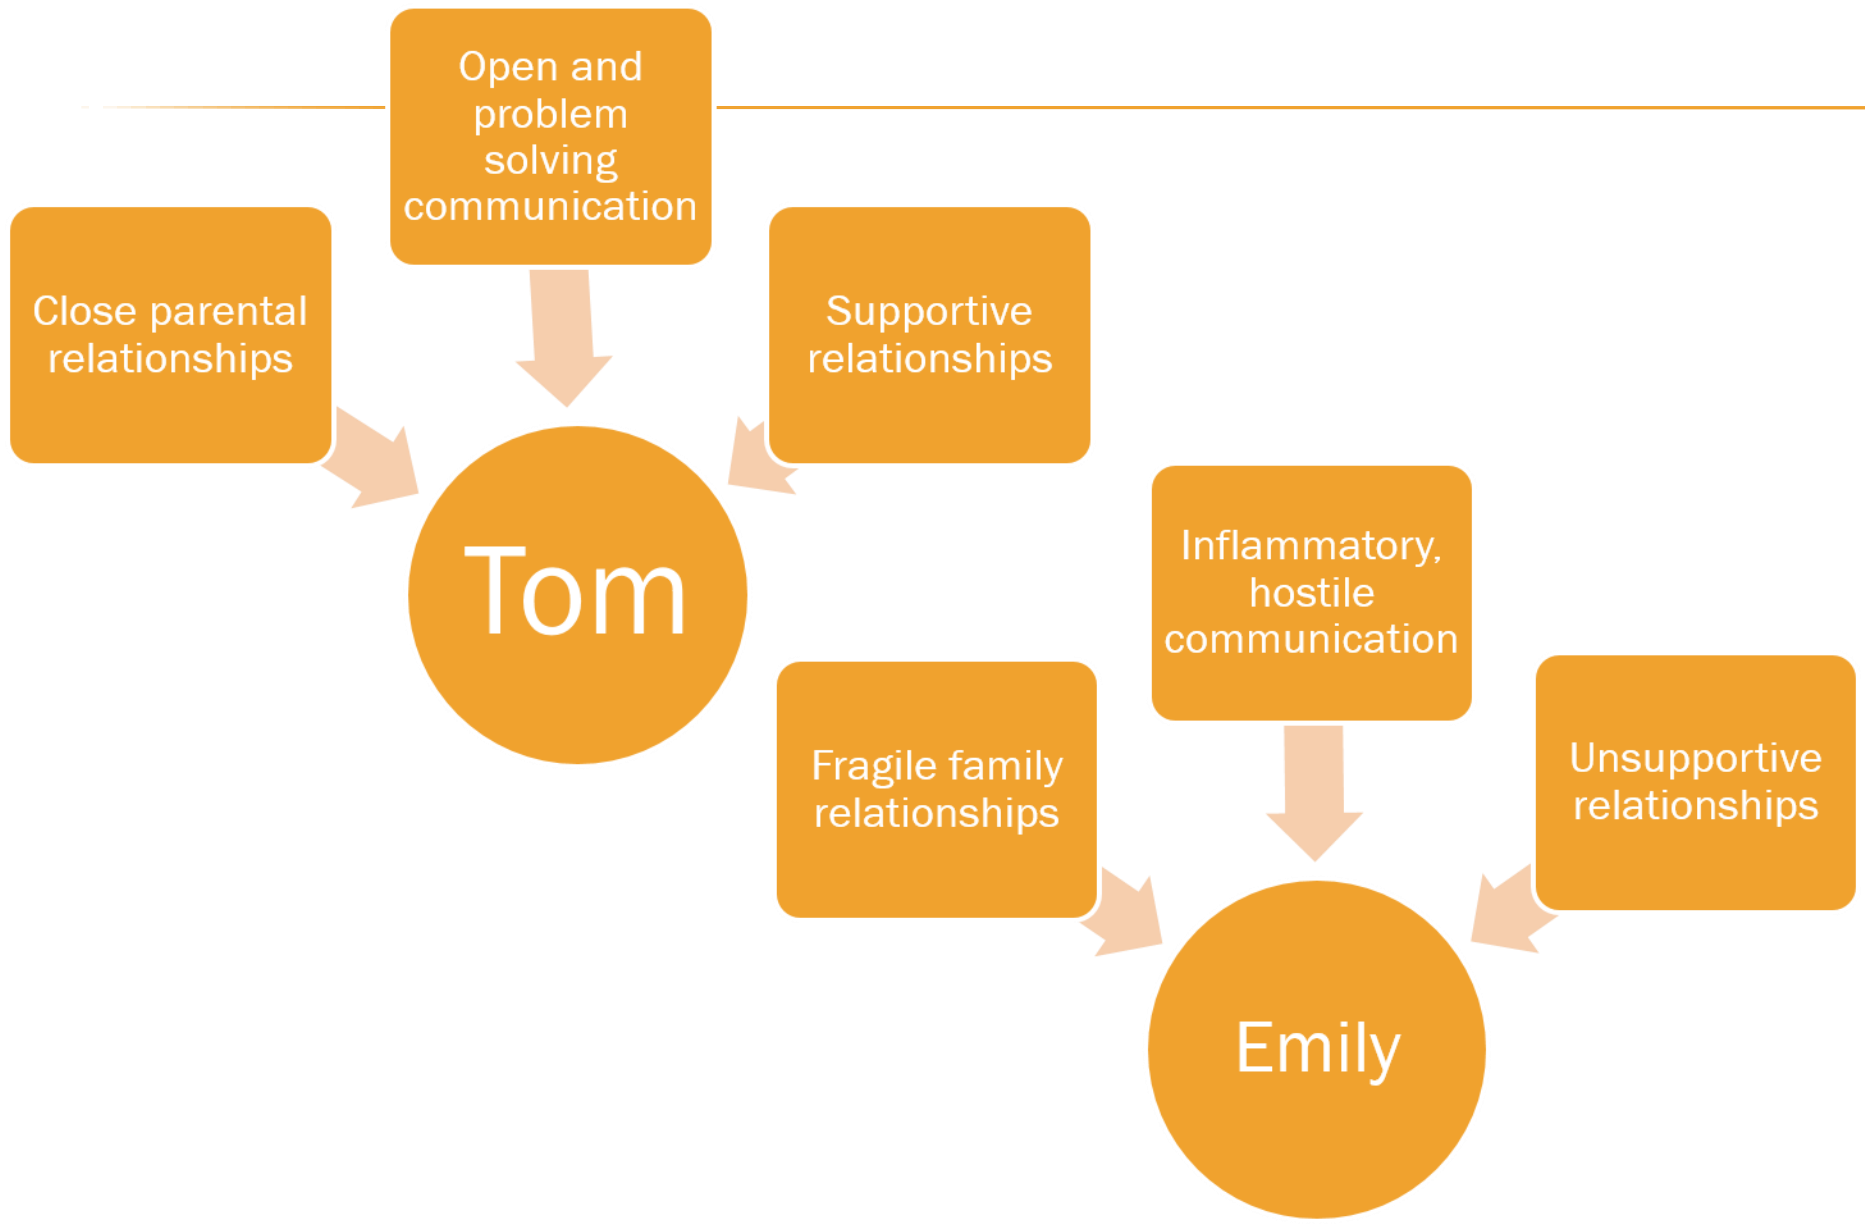 Open and
problem
solving
communication
Close parental
relationships
Supportive
relationships
Tom
Inflammatory,
hostile
communication
Fragile family
relationships
Unsupportive
relationships
Emily